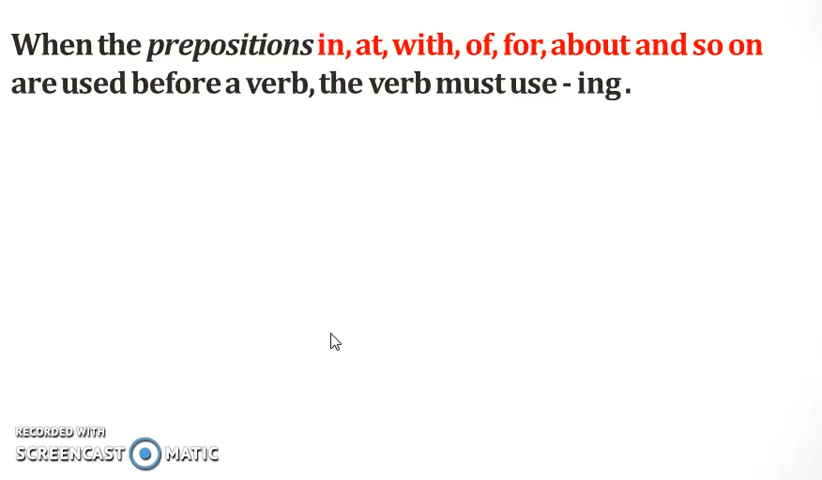 When the prepositions in, at, with, of, for, about and so on
are used before a verb, the verb must use - ing .
RECORDED WITH
SCREENCAST MATIC